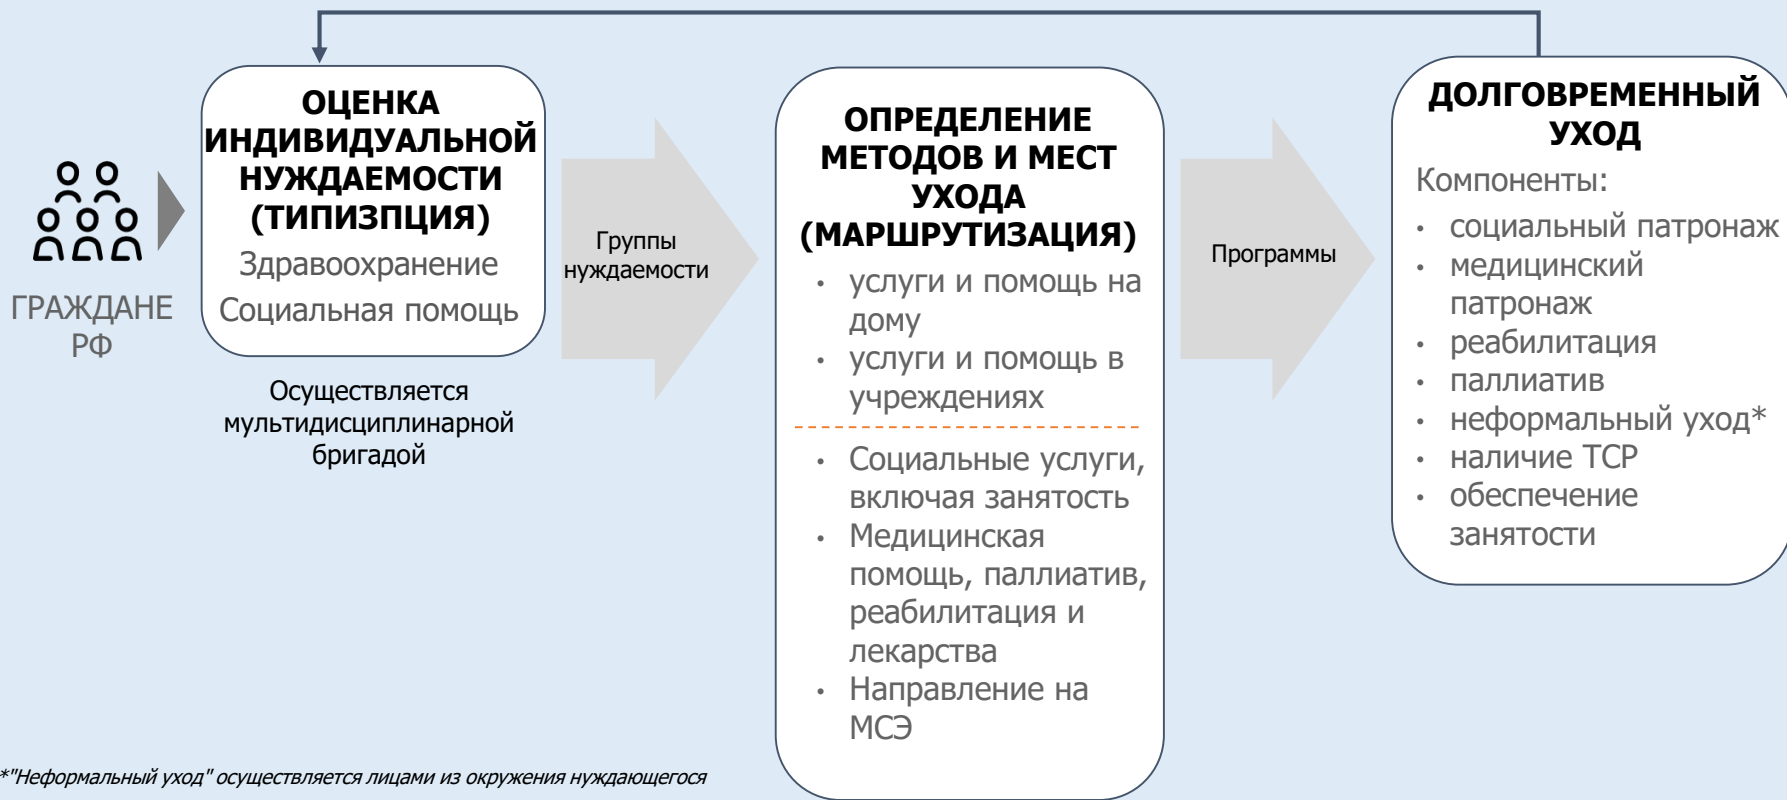 ГРАЖДАНЕ
РФ
ОЦЕНКА
ИНДИВИДУАЛЬНОЙ
НУЖДАЕМОСТИ
(ТИПИЗПЦИЯ)
Здравоохранение
Социальная помощь
Осуществляется
мультидисциплинарной
бригадой
Группы
нуждаемости
ОПРЕДЕЛЕНИЕ
МЕТОДОВ И МЕСТ
УХОДА
(МАРШРУТИЗАЦИЯ)
• услуги и помощь на
дому
• услуги и помощь в
учреждениях
• Социальные услуги,
включая занятость
• Медицинская
помощь, паллиатив,
реабилитация и
лекарства
• Направление на
МСЭ
Программы
ДОЛГОВРЕМЕННЫЙ
УХОД
Компоненты:
• социальный патронаж
• медицинский
патронаж
• реабилитация
• паллиатив
• неформальный уход*
• наличие ТСР
• обеспечение
занятости
*"Неформальный уход" осуществляется лицами из окружения нуждающегося